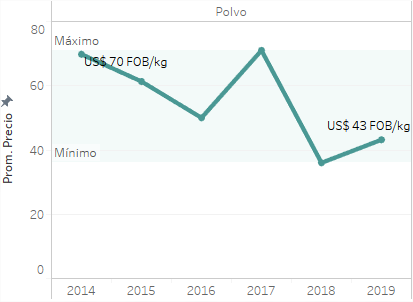 Polvo
80
Máximo
US$ 70 FOB/kg
60
Prom. Precio
US$ 43 FOB/kg
40
Mínimo
20
0
2014 2015 2016 2017 2018 2019